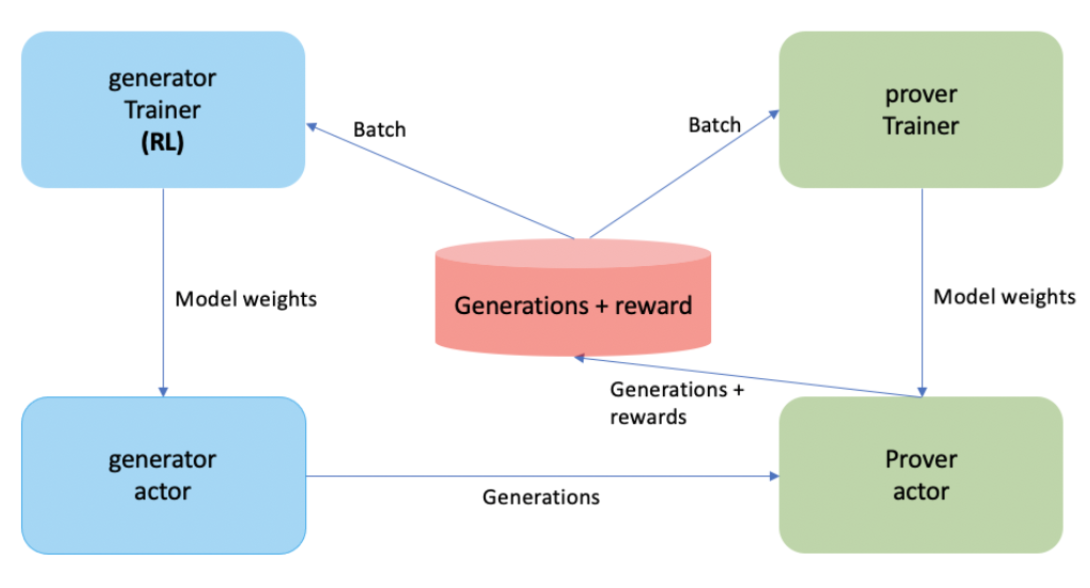 generator
Trainer
(RL)
prover
Trainer
Batch
Batch
Generations + reward
Model weights
Model weights
Generations +
rewards
generator
actor
Generations
Prover
actor